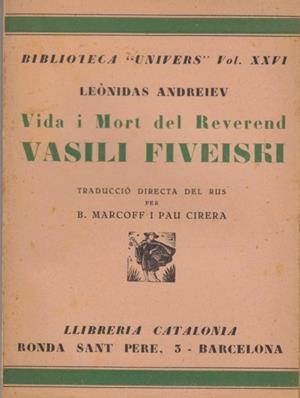 BIBLIOTECA "UNIVERS" Vol. XXVI
LEÒNIDAS ANDREIEV
Vida i Mort del Reverend
VASILI FIVEISKI
TRADUCCIÓ DIRECTA DEL RUS
PER
B. MARCOFF I PAU CIRERA
LLIBRERIA CATALONIA
RONDA SANT PERE, 3 - BARCELONA